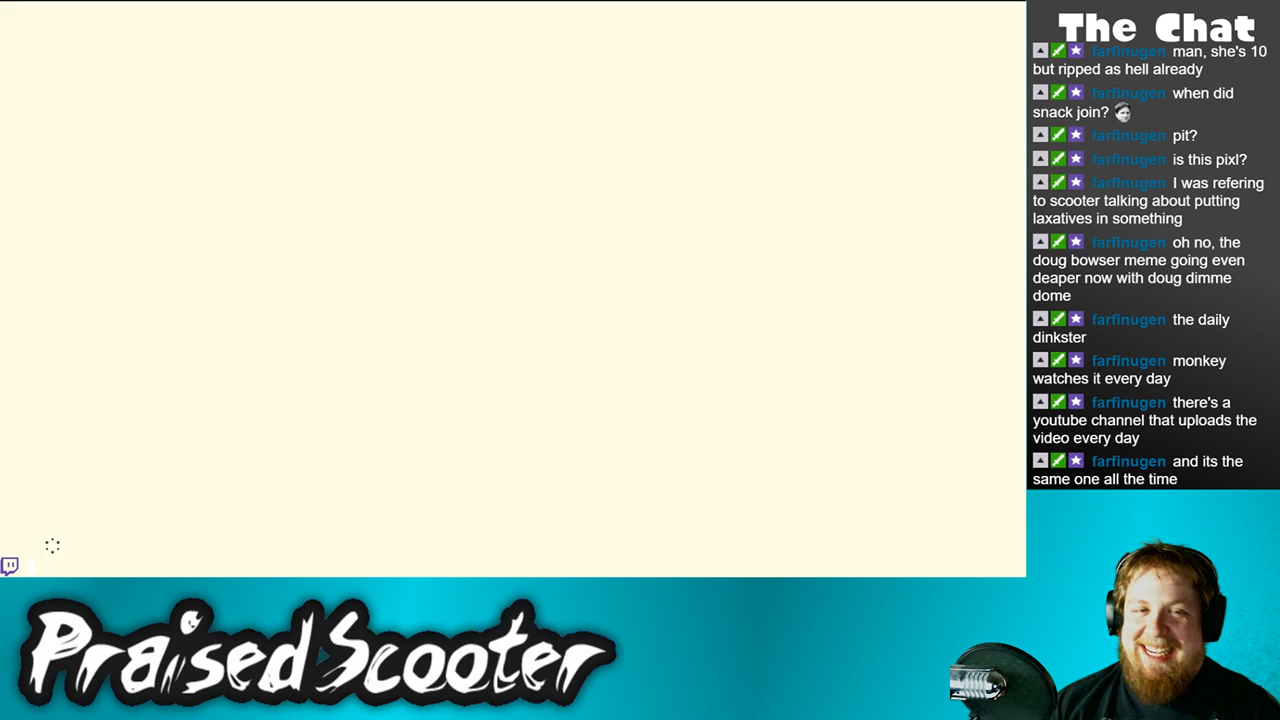 The Chat
farfinugen man, she's 10
but ripped as hell already
farfinugen when did
snack join?
farfinugen pit?
farfinugen is this pixl?
farfinugen I was refering
to scooter talking about putting
laxatives in something
farfinugen oh no, the
doug bowser meme going even
deaper now with doug dimme
dome
farfinugen the daily
dinkster
farfinugen monkey
watches it every day
farfinugen there's a
youtube channel that uploads the
video every day
farfinugen and its the
same one all the time
PraisedScooter